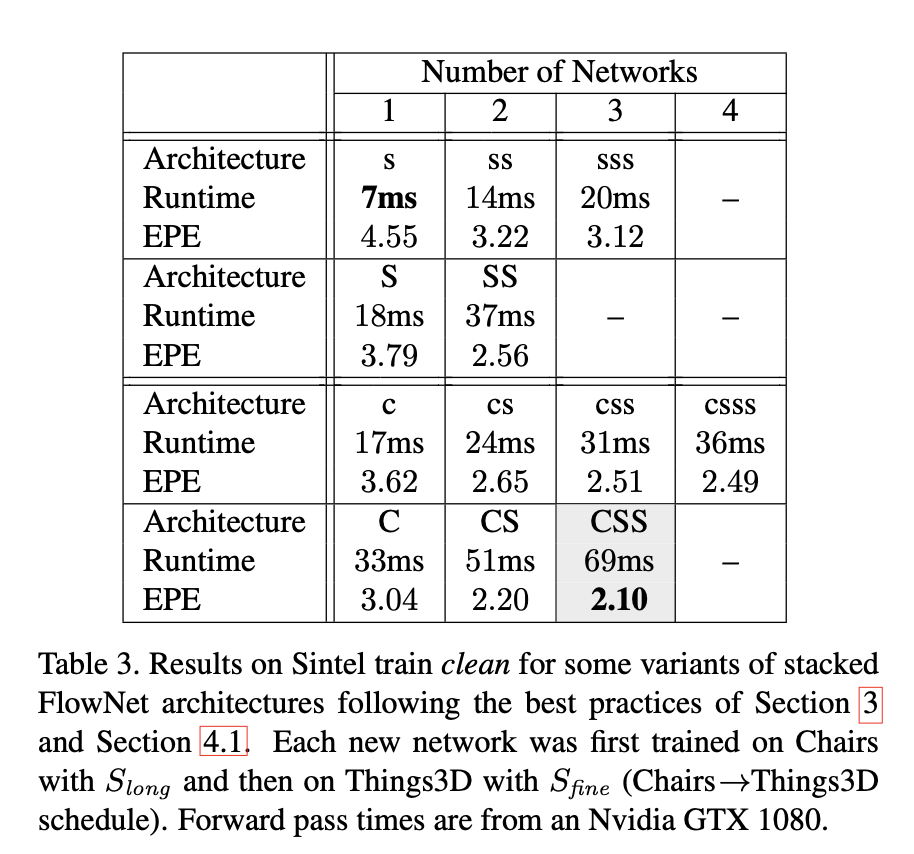 Number of Networks
1 2 3 4
Architecture s ss sss
Runtime 7ms 14ms 20ms –
EPE 4.55 3.22 3.12
Architecture S SS
Runtime 18ms 37ms – –
EPE 3.79 2.56
Architecture c cs css csss
Runtime 17ms 24ms 31ms 36ms
EPE 3.62 2.65 2.51 2.49
Architecture C CS CSS
Runtime 33ms 51ms 69ms –
EPE 3.04 2.20 2.10
Table 3. Results on Sintel train clean for some variants of stacked
FlowNet architectures following the best practices of Section 3
and Section 4.1. Each new network was first trained on Chairs
with S_long and then on Things3D with S_fine (Chairs→Things3D
schedule). Forward pass times are from an Nvidia GTX 1080.